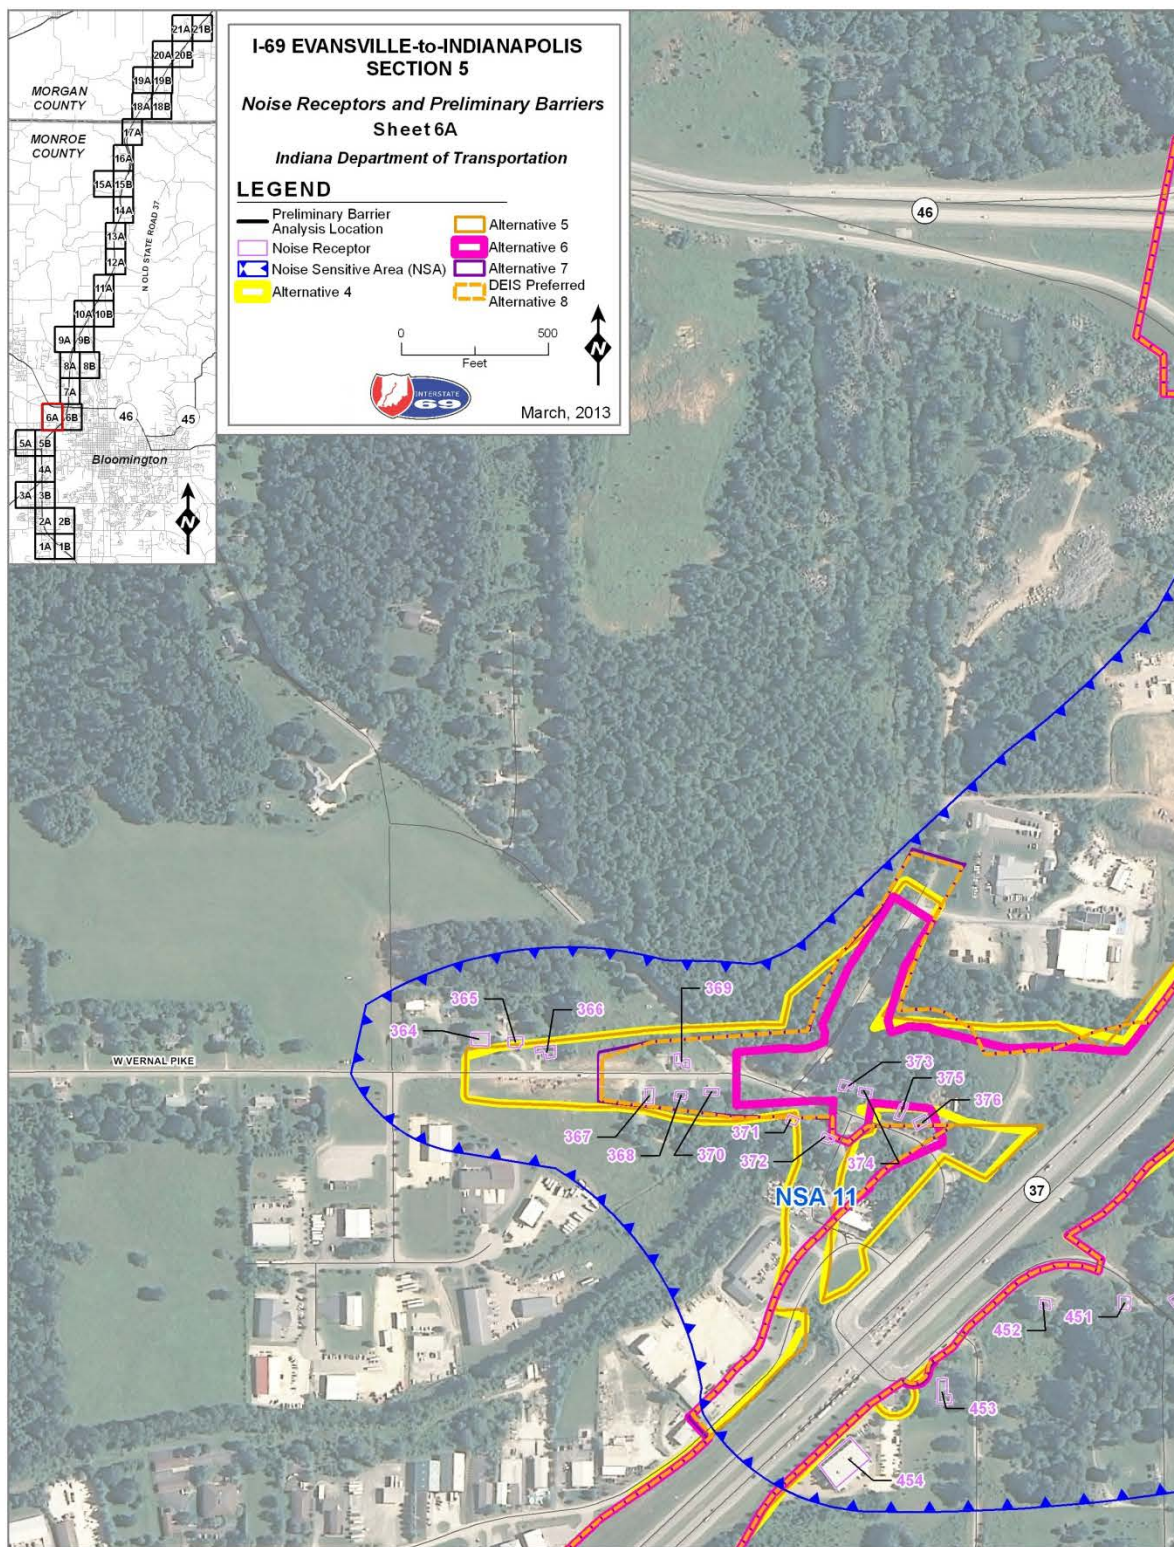 21A 21B
20A 20B
19A 19B
MORGAN
COUNTY
18A 18B
17A
MONROE
COUNTY
16A
15A 15B
14A
N OLD STATE ROAD 37
13A
12A
11A
10A 10B
9A 9B
8A 8B
7A
6A 6B
46
45
5A 5B
Bloomington
4A
3A 3B
2A 2B
N
1A 1B
I-69 EVANSVILLE-to-INDIANAPOLIS
SECTION 5
Noise Receptors and Preliminary Barriers
Sheet 6A
Indiana Department of Transportation
LEGEND
Preliminary Barrier
Analysis Location
Noise Receptor
Noise Sensitive Area (NSA)
Alternative 4
Alternative 5
Alternative 6
Alternative 7
DEIS Preferred
Alternative 8
0 500
Feet
N
INTERSTATE
69
March, 2013
46
369
365
366
364
W VERNAL PIKE
373
375
376
367
371
368
370
372
374
NSA 11
37
452
451
453
454